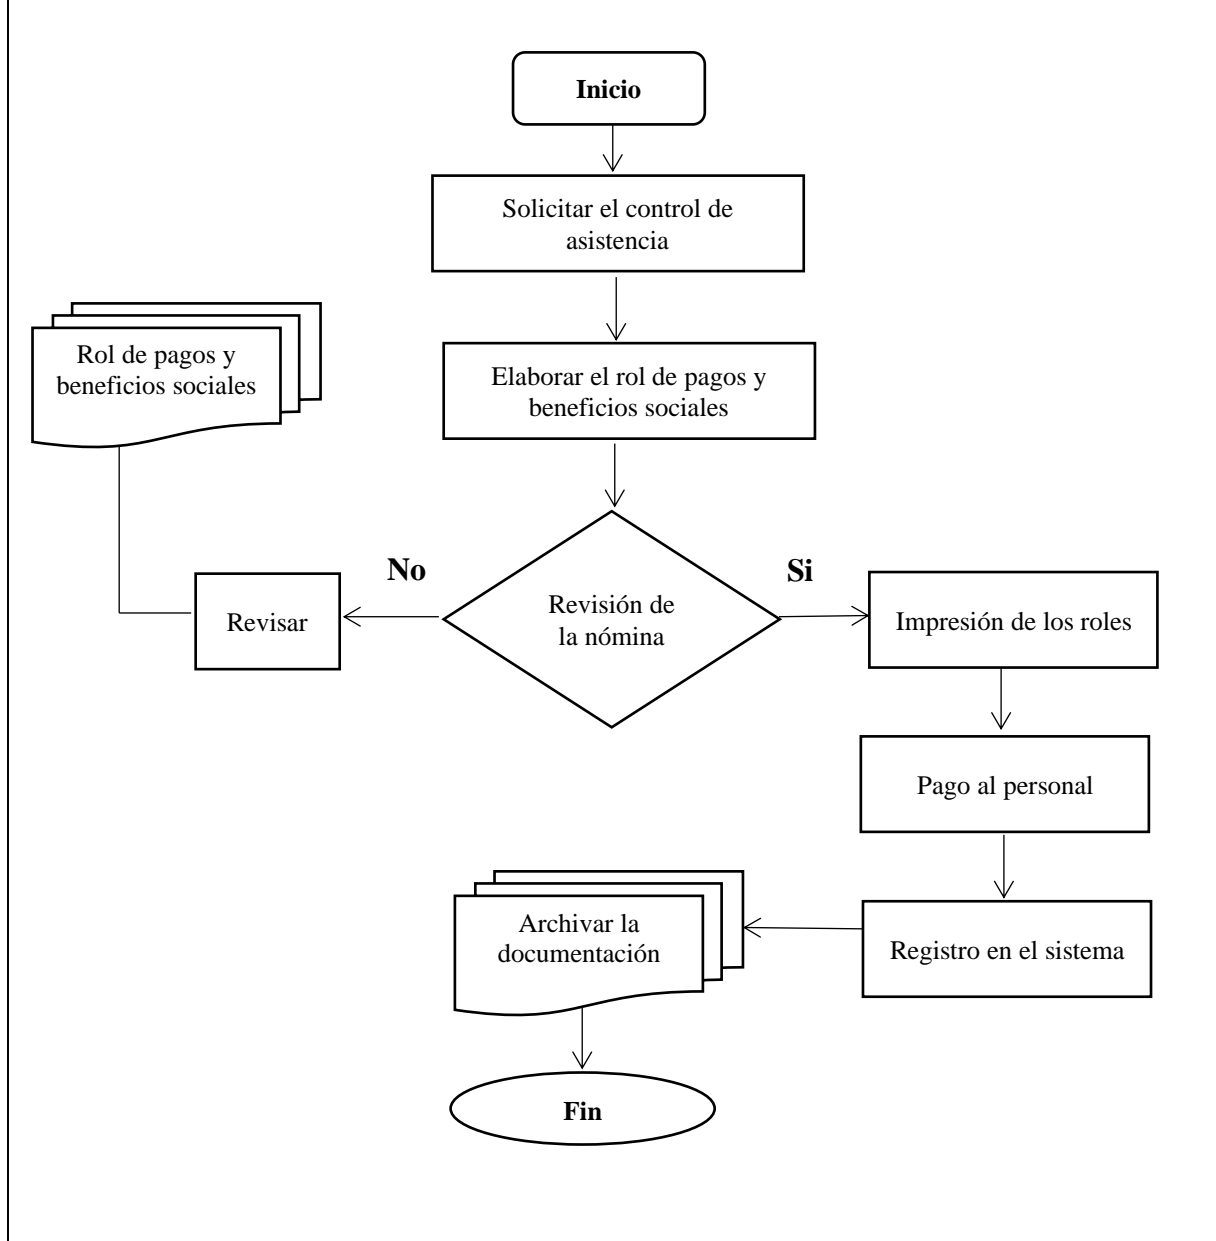 Inicio
Solicitar el control de
asistencia
Rol de pagos y
beneficios sociales
Elaborar el rol de pagos y
beneficios sociales
No
Si
Revisar
Revisión de
la nómina
Impresión de los roles
Pago al personal
Archivar la
documentación
Registro en el sistema
Fin